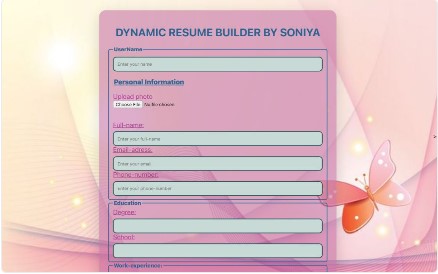 DYNAMIC RESUME BUILDER BY SONIYA
UserName
Enter your name
Personal Information
Upload photo
Choose File No file chosen
Full-name:
Enter your full-name
Email-adress:
Enter your email
Phone-number:
Enter your phone-number
Education
Degree:
School:
Work-experience: